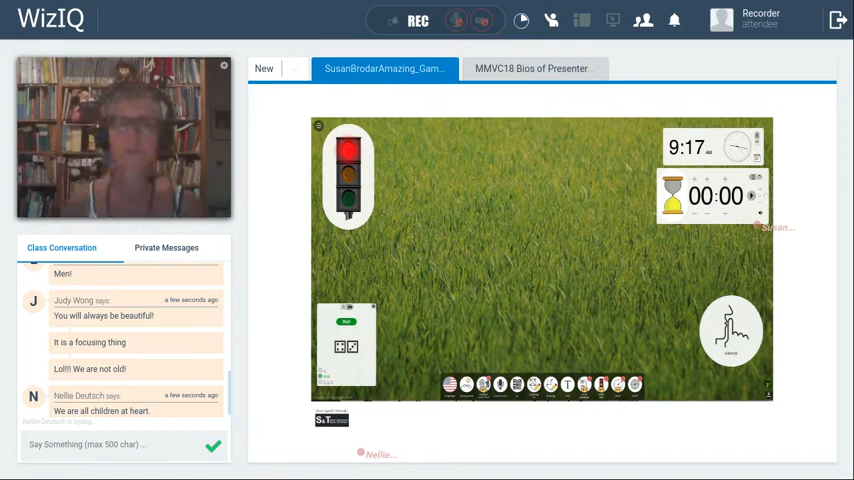 WizIQ
REC
Recorder
attendee
New
SusanBrodarAmazing_Gam...
MMVC18 Bios of Presenter...
9:17
00:00
Susan...
Class Conversation
Private Messages
Men!
J
Judy Wong says:
a few seconds ago
You will always be beautiful!
It is a focusing thing
Lol!!! We are not old!
N
Nellie Deutsch says:
a few seconds ago
We are all children at heart.
Nellie Deutsch is typing...
Say Something (max 500 char) ...
silence
S&T
Nellie...